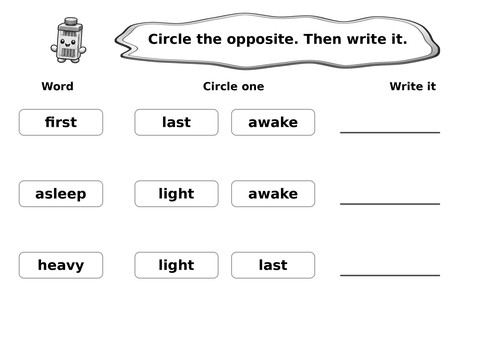 Circle the opposite. Then write it.
Word Circle one Write it
first last awake
asleep light awake
heavy light last